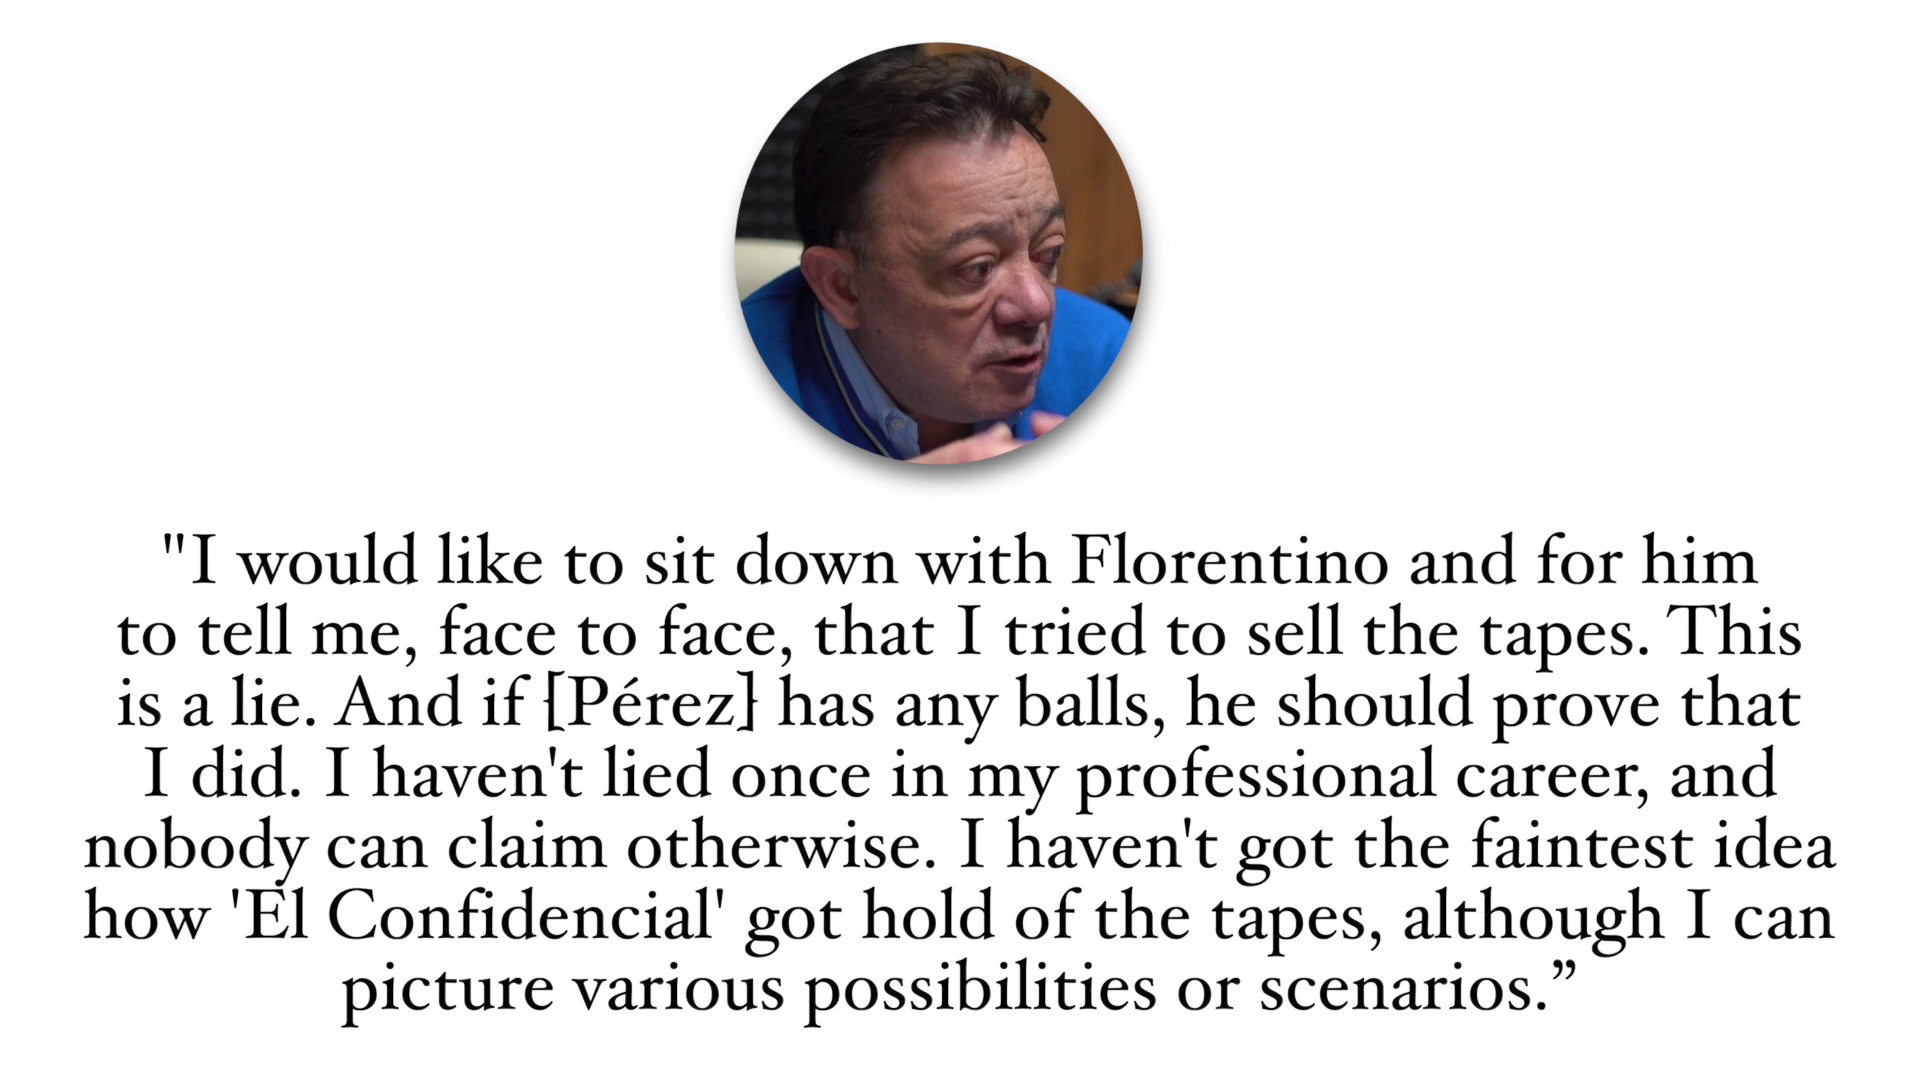 "I would like to sit down with Florentino and for him
to tell me, face to face, that I tried to sell the tapes. This
is a lie. And if [Pérez] has any balls, he should prove that
I did. I haven't lied once in my professional career, and
nobody can claim otherwise. I haven't got the faintest idea
how 'El Confidencial' got hold of the tapes, although I can
picture various possibilities or scenarios.”